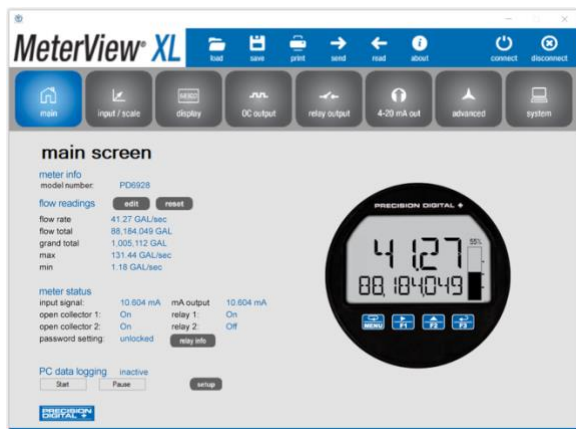 MeterView® XL
load save print send read about connect disconnect
main input / scale display OC output relay output 4-20 mA out advanced system
main screen
meter info
model number: PD6928
flow readings edit reset
flow rate 41.27 GAL/sec
flow total 88,184.049 GAL
grand total 1,005,112 GAL
max 131.44 GAL/sec
min 1.18 GAL/sec
meter status
input signal: 10.604 mA mA output 10.604 mA
open collector 1: On relay 1: On
open collector 2: On relay 2: Off
password setting: unlocked relay info
PC data logging inactive
Start Pause setup
PRECISION DIGITAL +
PRECISION DIGITAL +
41.27 55%
88,184,049
MENU F1 F2 F3